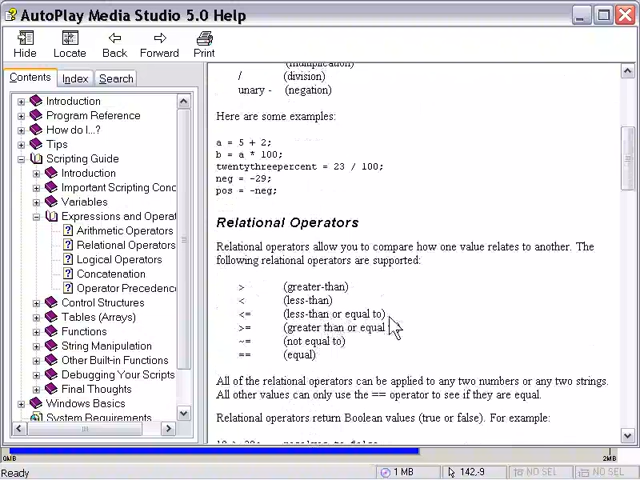 AutoPlay Media Studio 5.0 Help
Hide Locate Back Forward Print
Contents Index Search
Introduction
Program Reference
How do I...?
Tips
Scripting Guide
Introduction
Important Scripting Conc
Variables
Expressions and Operat
Arithmetic Operators
Relational Operators
Logical Operators
Concatenation
Operator Precedenc
Control Structures
Tables (Arrays)
Functions
String Manipulation
Other Built-in Functions
Debugging Your Scripts
Final Thoughts
Windows Basics
System Requirements
(multiplication)
/ (division)
unary - (negation)
Here are some examples:
a = 5 + 2;
b = a * 100;
twentythreepercent = 23 / 100;
neg = -29;
pos = -neg;
Relational Operators
Relational operators allow you to compare how one value relates to another. The
following relational operators are supported:
> (greater-than)
< (less-than)
<= (less-than or equal to)
>= (greater than or equal
~= (not equal to)
== (equal)
All of the relational operators can be applied to any two numbers or any two strings.
All other values can only use the == operator to see if they are equal.
Relational operators return Boolean values (true or false). For example:
10 > 20; resolves to false
0MB 2MB
Ready 1 MB 142,-9 NO SEL NO SEL